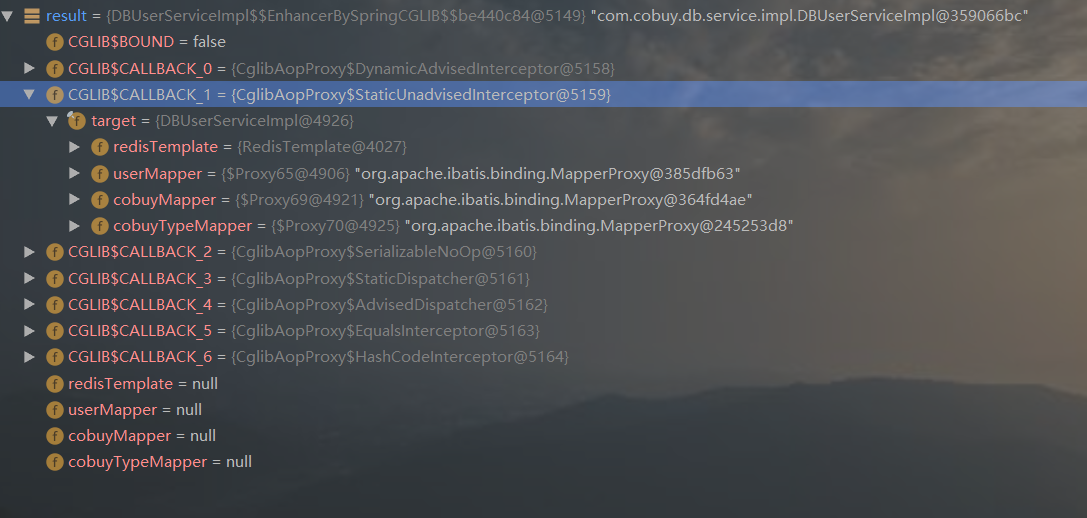 result = {DBUserServiceImpl$$EnhancerBySpringCGLIB$$be440c84@5149} "com.cobuy.db.service.impl.DBUserServiceImpl@359066bc"
f CGLIB$BOUND = false
f CGLIB$CALLBACK_0 = {CglibAopProxy$DynamicAdvisedInterceptor@5158}
f CGLIB$CALLBACK_1 = {CglibAopProxy$StaticUnadvisedInterceptor@5159}
f target = {DBUserServiceImpl@4926}
f redisTemplate = {RedisTemplate@4027}
f userMapper = {$Proxy65@4906} "org.apache.ibatis.binding.MapperProxy@385dfb63"
f cobuyMapper = {$Proxy69@4921} "org.apache.ibatis.binding.MapperProxy@364fd4ae"
f cobuyTypeMapper = {$Proxy70@4925} "org.apache.ibatis.binding.MapperProxy@245253d8"
f CGLIB$CALLBACK_2 = {CglibAopProxy$SerializableNoOp@5160}
f CGLIB$CALLBACK_3 = {CglibAopProxy$StaticDispatcher@5161}
f CGLIB$CALLBACK_4 = {CglibAopProxy$AdvisedDispatcher@5162}
f CGLIB$CALLBACK_5 = {CglibAopProxy$EqualsInterceptor@5163}
f CGLIB$CALLBACK_6 = {CglibAopProxy$HashCodeInterceptor@5164}
f redisTemplate = null
f userMapper = null
f cobuyMapper = null
f cobuyTypeMapper = null